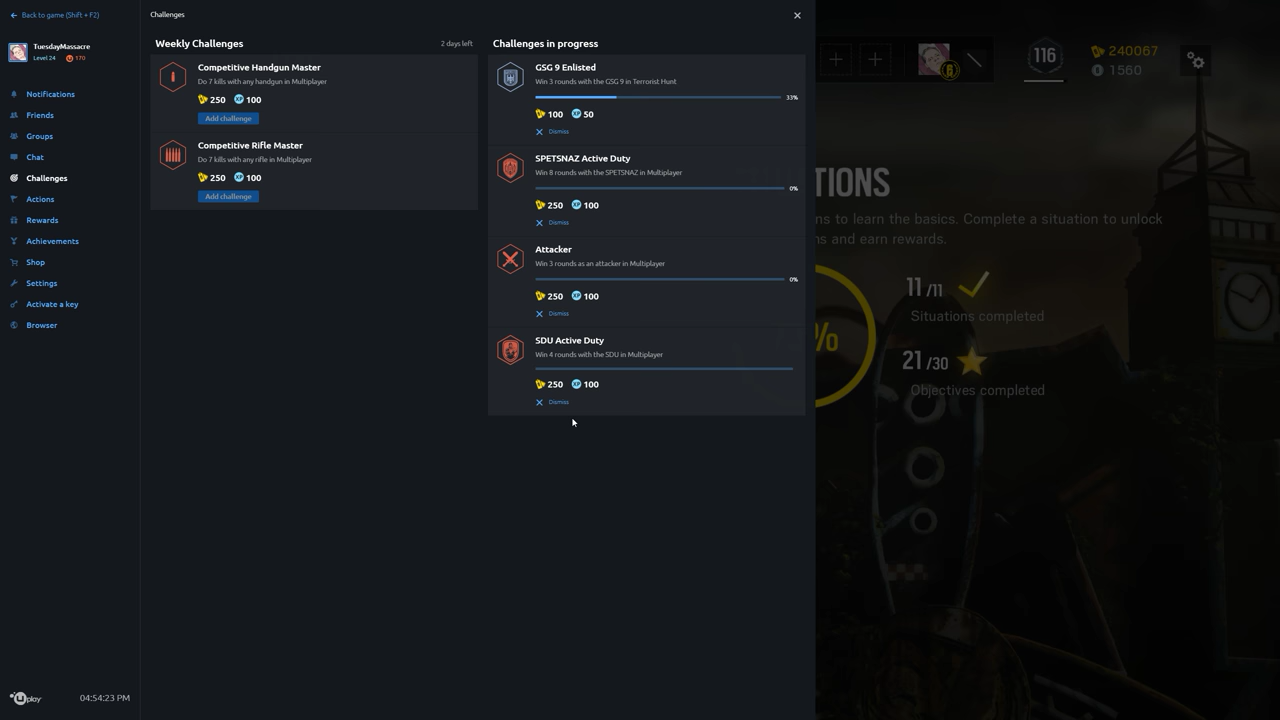 Back to game (Shift + F2)
TuesdayMassacre
Level 24 170
Notifications
Friends
Groups
Chat
Challenges
Actions
Rewards
Achievements
Shop
Settings
Activate a key
Browser
uplay
04:54:23 PM
Challenges
Weekly Challenges
2 days left
Competitive Handgun Master
Do 7 kills with any handgun in Multiplayer
250 XP 100
Add challenge
Competitive Rifle Master
Do 7 kills with any rifle in Multiplayer
250 XP 100
Add challenge
Challenges in progress
GSG 9 Enlisted
Win 3 rounds with the GSG 9 in Terrorist Hunt
33%
100 XP 50
Dismiss
SPETSNAZ Active Duty
Win 8 rounds with the SPETSNAZ in Multiplayer
0%
250 XP 100
Dismiss
Attacker
Win 3 rounds as an attacker in Multiplayer
0%
250 XP 100
Dismiss
SDU Active Duty
Win 4 rounds with the SDU in Multiplayer
250 XP 100
Dismiss
116
240067
1560
TIONS
ns to learn the basics. Complete a situation to unlock
ns and earn rewards.
%
11/11
Situations completed
21/30
Objectives completed